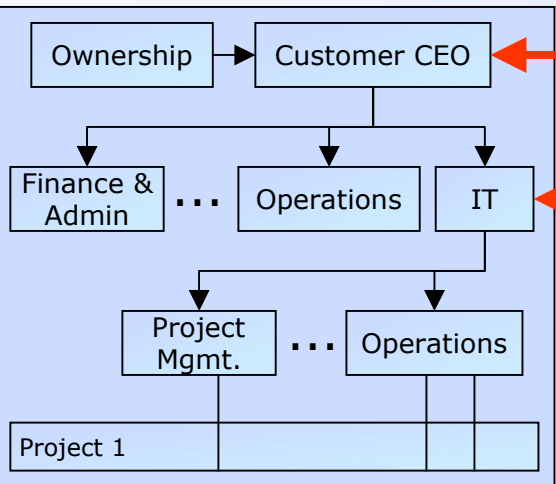 Ownership
Customer CEO
Finance &
Admin
...
Operations
IT
Project
Mgmt.
...
Operations
Project 1